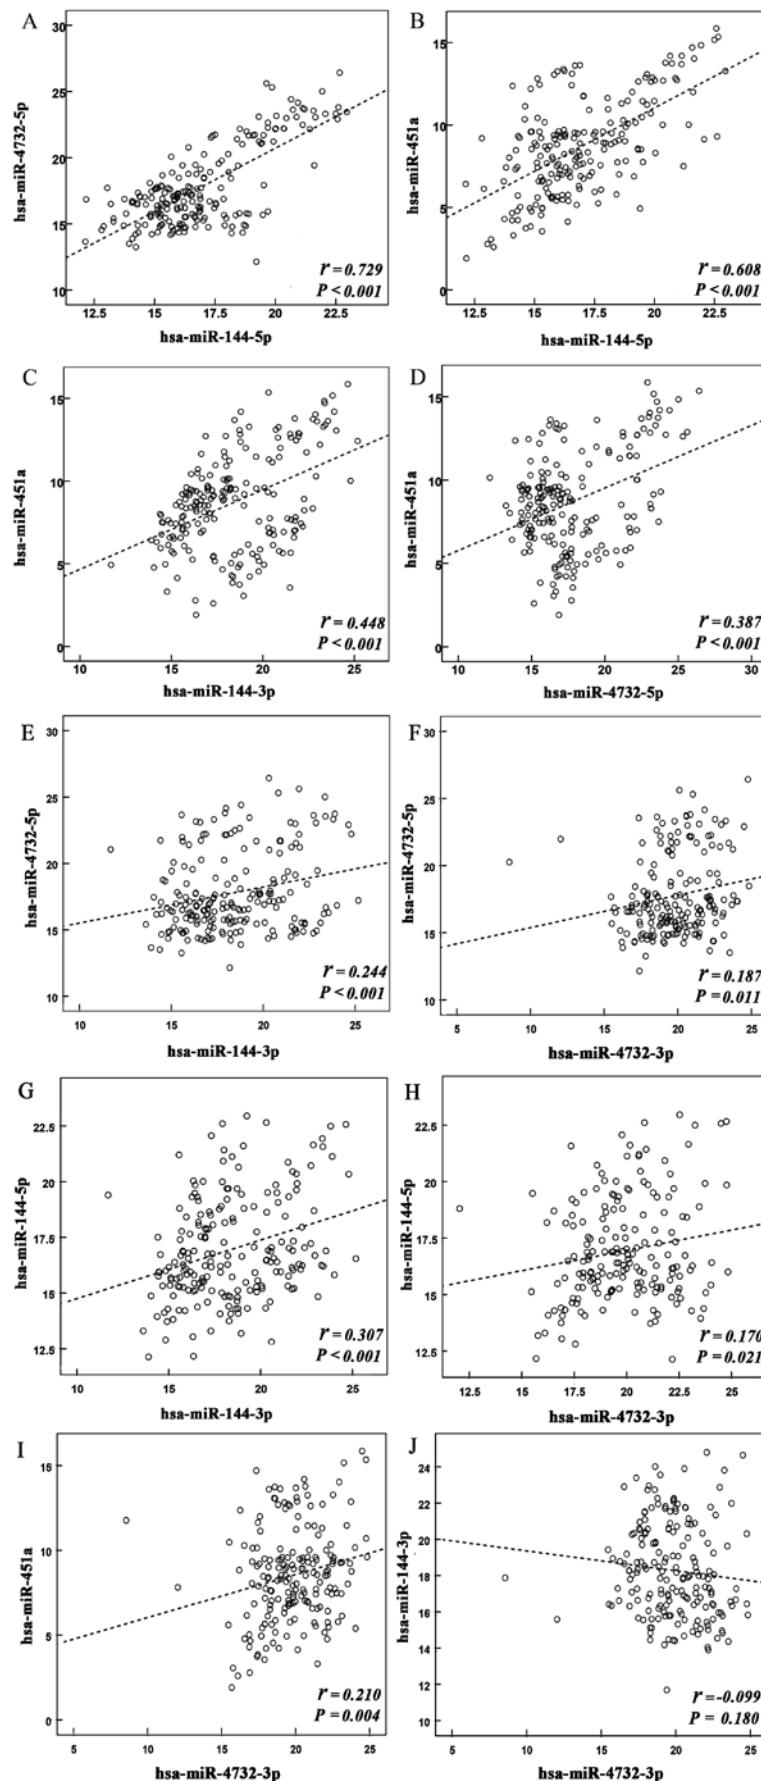 A
hsa-miR-4732-5p
30
25
20
15
10
12.5 15 17.5 20 22.5
r = 0.729
P < 0.001
hsa-miR-144-5p
B
hsa-miR-451a
15
10
5
0
12.5 15 17.5 20 22.5
r = 0.608
P < 0.001
hsa-miR-144-5p
C
hsa-miR-451a
15
10
5
0
10 15 20 25
r = 0.448
P < 0.001
hsa-miR-144-3p
D
hsa-miR-451a
15
10
5
0
10 15 20 25 30
r = 0.387
P < 0.001
hsa-miR-4732-5p
E
hsa-miR-4732-5p
30
25
20
15
10
10 15 20 25
r = 0.244
P < 0.001
hsa-miR-144-3p
F
hsa-miR-4732-5p
30
25
20
15
10
5 10 15 20 25
r = 0.187
P = 0.011
hsa-miR-4732-3p
G
hsa-miR-144-5p
22.5
20
17.5
15
12.5
10 15 20 25
r = 0.307
P < 0.001
hsa-miR-144-3p
H
hsa-miR-144-5p
22.5
20
17.5
15
12.5
12.5 15 17.5 20 22.5 25
r = 0.170
P = 0.021
hsa-miR-4732-3p
I
hsa-miR-451a
15
10
5
0
5 10 15 20 25
r = 0.210
P = 0.004
hsa-miR-4732-3p
J
hsa-miR-144-3p
24
22
20
18
16
14
12
10
5 10 15 20 25
r = -0.099
P = 0.180
hsa-miR-4732-3p